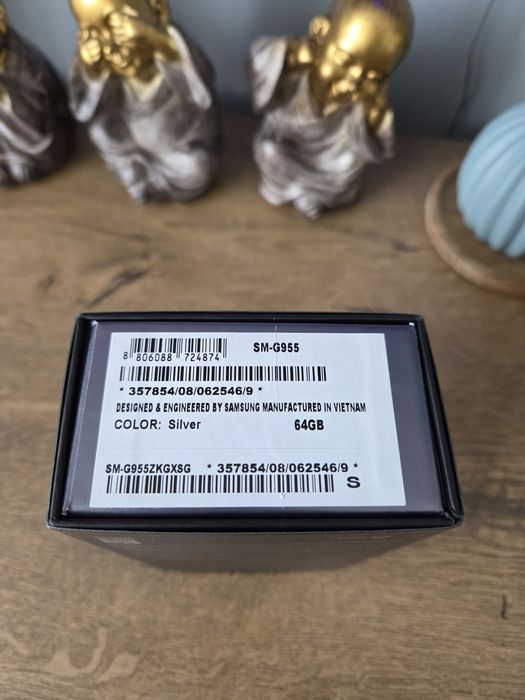 SM-G955
8 806088 724874
* 357854/08/062546/9 *
DESIGNED & ENGINEERED BY SAMSUNG MANUFACTURED IN VIETNAM
COLOR: Silver 64GB
SM-G955ZKGXSG * 357854/08/062546/9 *
S